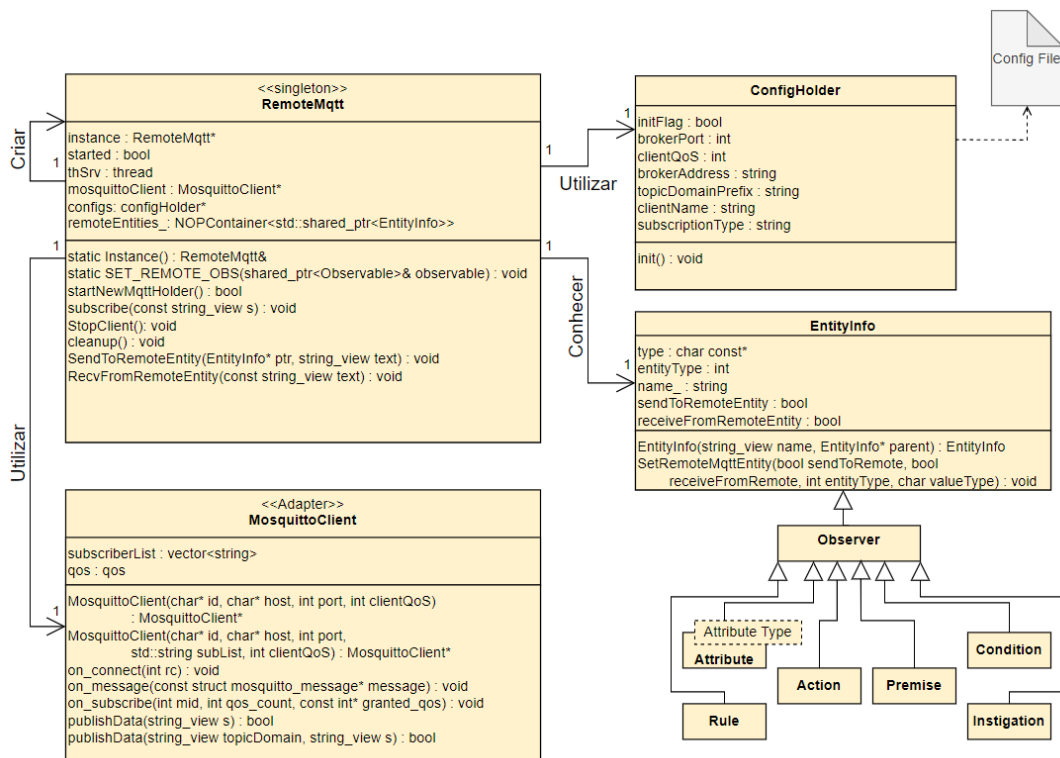 Config File
<<singleton>>
RemoteMqtt
instance : RemoteMqtt*
started : bool
thSrv : thread
mosquittoClient : MosquittoClient*
configs: configHolder*
remoteEntities_: NOPContainer<std::shared_ptr<EntityInfo>>
static Instance() : RemoteMqtt&
static SET_REMOTE_OBS(shared_ptr<Observable>& observable) : void
startNewMqttHolder() : bool
subscribe(const string_view s) : void
StopClient(): void
cleanup() : void
SendToRemoteEntity(EntityInfo* ptr, string_view text) : void
RecvFromRemoteEntity(const string_view text) : void
Criar
1
1
1
Utilizar
1
ConfigHolder
initFlag : bool
brokerPort : int
clientQoS : int
brokerAddress : string
topicDomainPrefix : string
clientName : string
subscriptionType : string
init() : void
1
Conhecer
1
EntityInfo
type : char const*
entityType : int
name_ : string
sendToRemoteEntity : bool
receiveFromRemoteEntity : bool
EntityInfo(string_view name, EntityInfo* parent) : EntityInfo
SetRemoteMqttEntity(bool sendToRemote, bool
receiveFromRemote, int entityType, char valueType) : void
Utilizar
1
<<Adapter>>
MosquittoClient
subscriberList : vector<string>
qos : qos
MosquittoClient(char* id, char* host, int port, int clientQoS)
: MosquittoClient*
MosquittoClient(char* id, char* host, int port,
std::string subList, int clientQoS) : MosquittoClient*
on_connect(int rc) : void
on_message(const struct mosquitto_message* message) : void
on_subscribe(int mid, int qos_count, const int* granted_qos) : void
publishData(string_view s) : bool
publishData(string_view topicDomain, string_view s) : bool
Observer
Attribute Type
Attribute
Condition
Action
Premise
Rule
Instigation